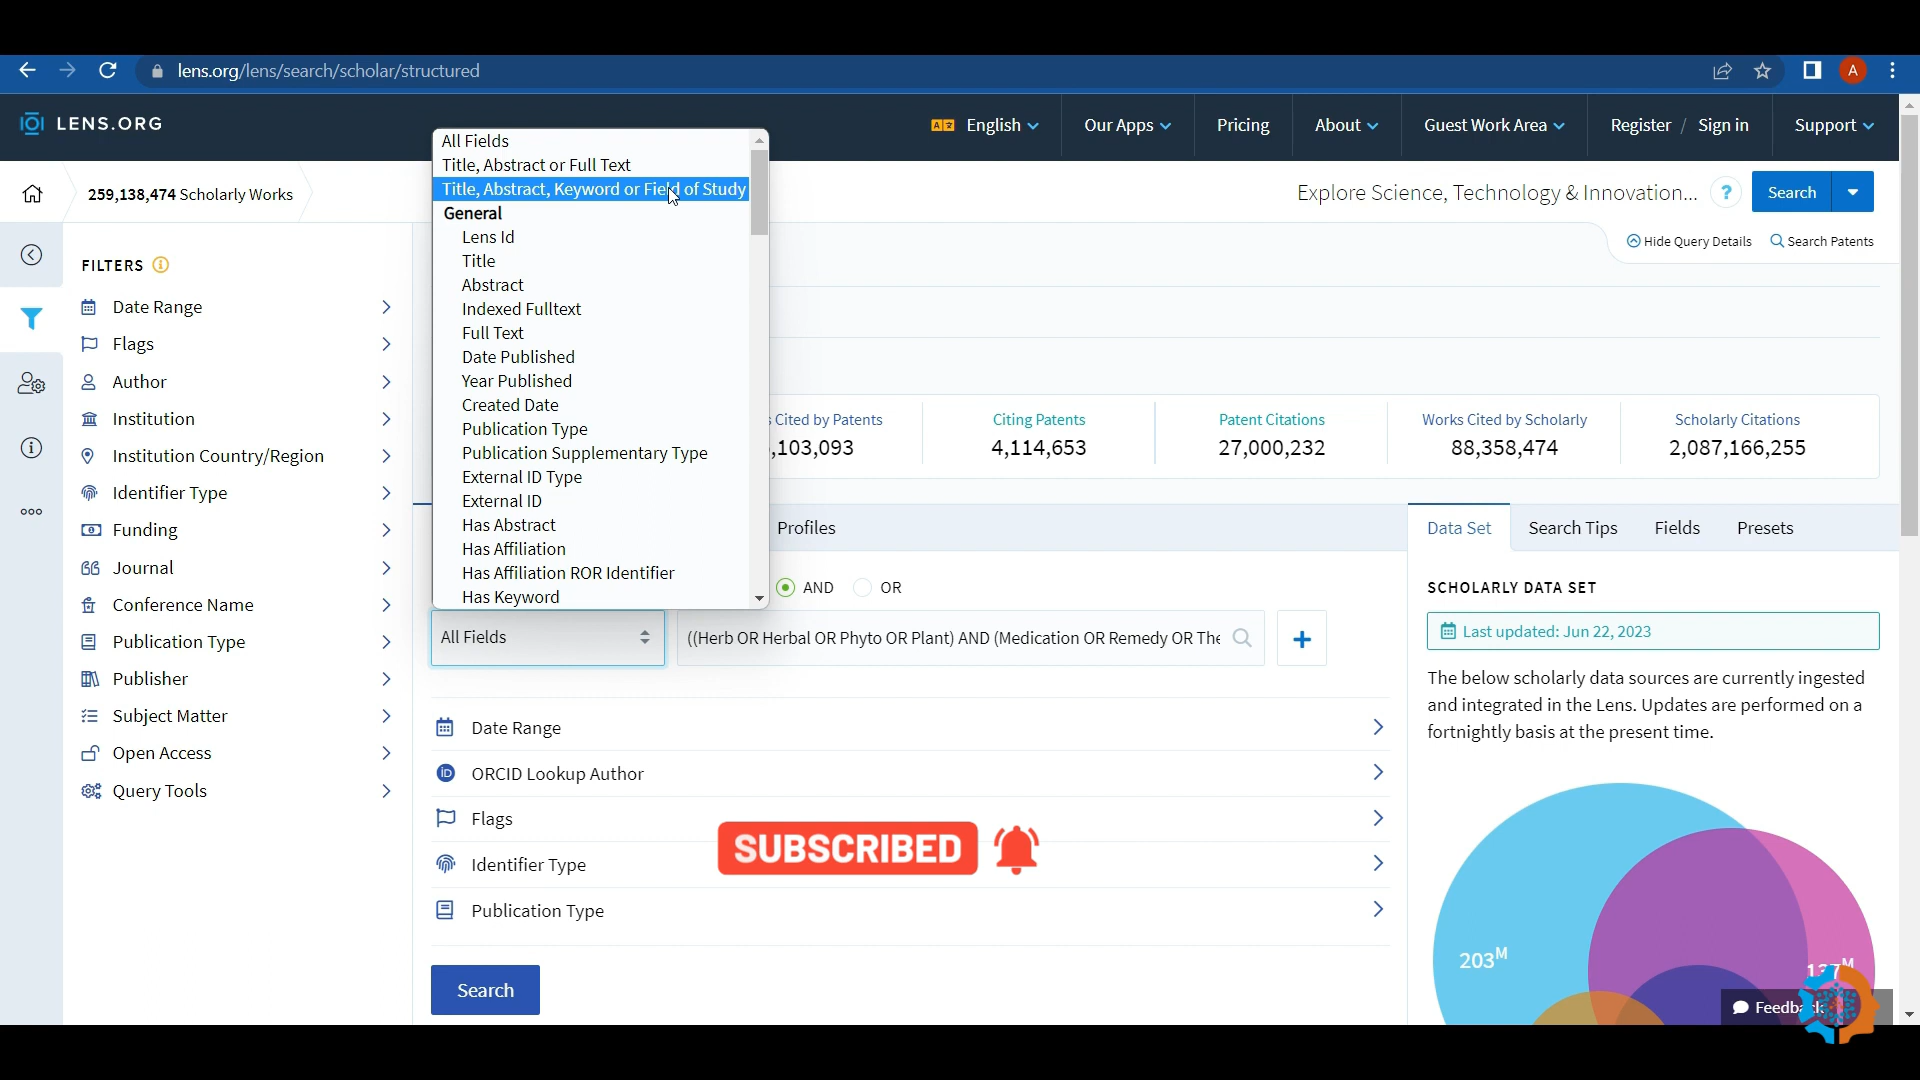 lens.org/lens/search/scholar/structured
A
LENS.ORG
English
Our Apps
Pricing
About
Guest Work Area
Register / Sign in
Support
All Fields
Title, Abstract or Full Text
Title, Abstract, Keyword or Field of Study
General
Lens Id
Title
Abstract
Indexed Fulltext
Full Text
Date Published
Year Published
Created Date
Publication Type
Publication Supplementary Type
External ID Type
External ID
Has Abstract
Has Affiliation
Has Affiliation ROR Identifier
Has Keyword
259,138,474 Scholarly Works
Explore Science, Technology & Innovation...
?
Search
Hide Query Details
Search Patents
FILTERS
Date Range
Flags
Author
Institution
Institution Country/Region
Identifier Type
Funding
Journal
Conference Name
Publication Type
Publisher
Subject Matter
Open Access
Query Tools
Cited by Patents
,103,093
Citing Patents
4,114,653
Patent Citations
27,000,232
Works Cited by Scholarly
88,358,474
Scholarly Citations
2,087,166,255
Profiles
AND
OR
All Fields
((Herb OR Herbal OR Phyto OR Plant) AND (Medication OR Remedy OR The
Date Range
ORCID Lookup Author
Flags
Identifier Type
Publication Type
Search
SUBSCRIBED
Data Set
Search Tips
Fields
Presets
SCHOLARLY DATA SET
Last updated: Jun 22, 2023
The below scholarly data sources are currently ingested
and integrated in the Lens. Updates are performed on a
fortnightly basis at the present time.
203M
137M
Feedback